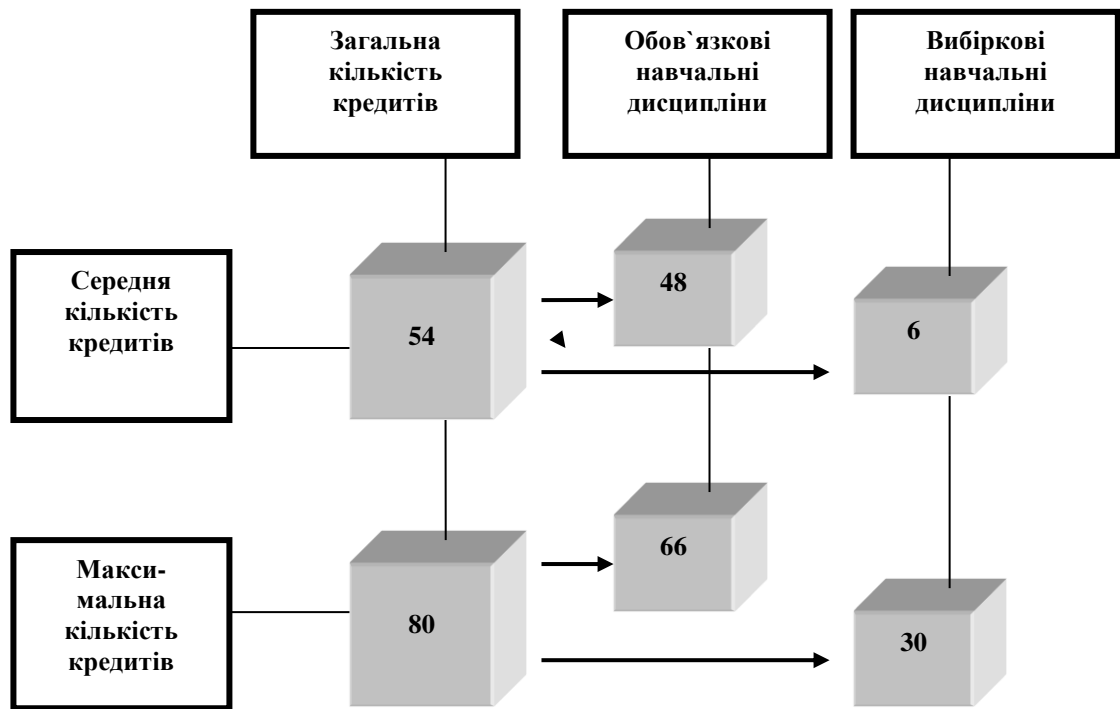 Загальна
кількість
кредитів
Обов`язкові
навчальні
дисципліни
Вибіркові
навчальні
дисципліни
Середня
кількість
кредитів
54
48
6
Макси-
мальна
кількість
кредитів
80
66
30